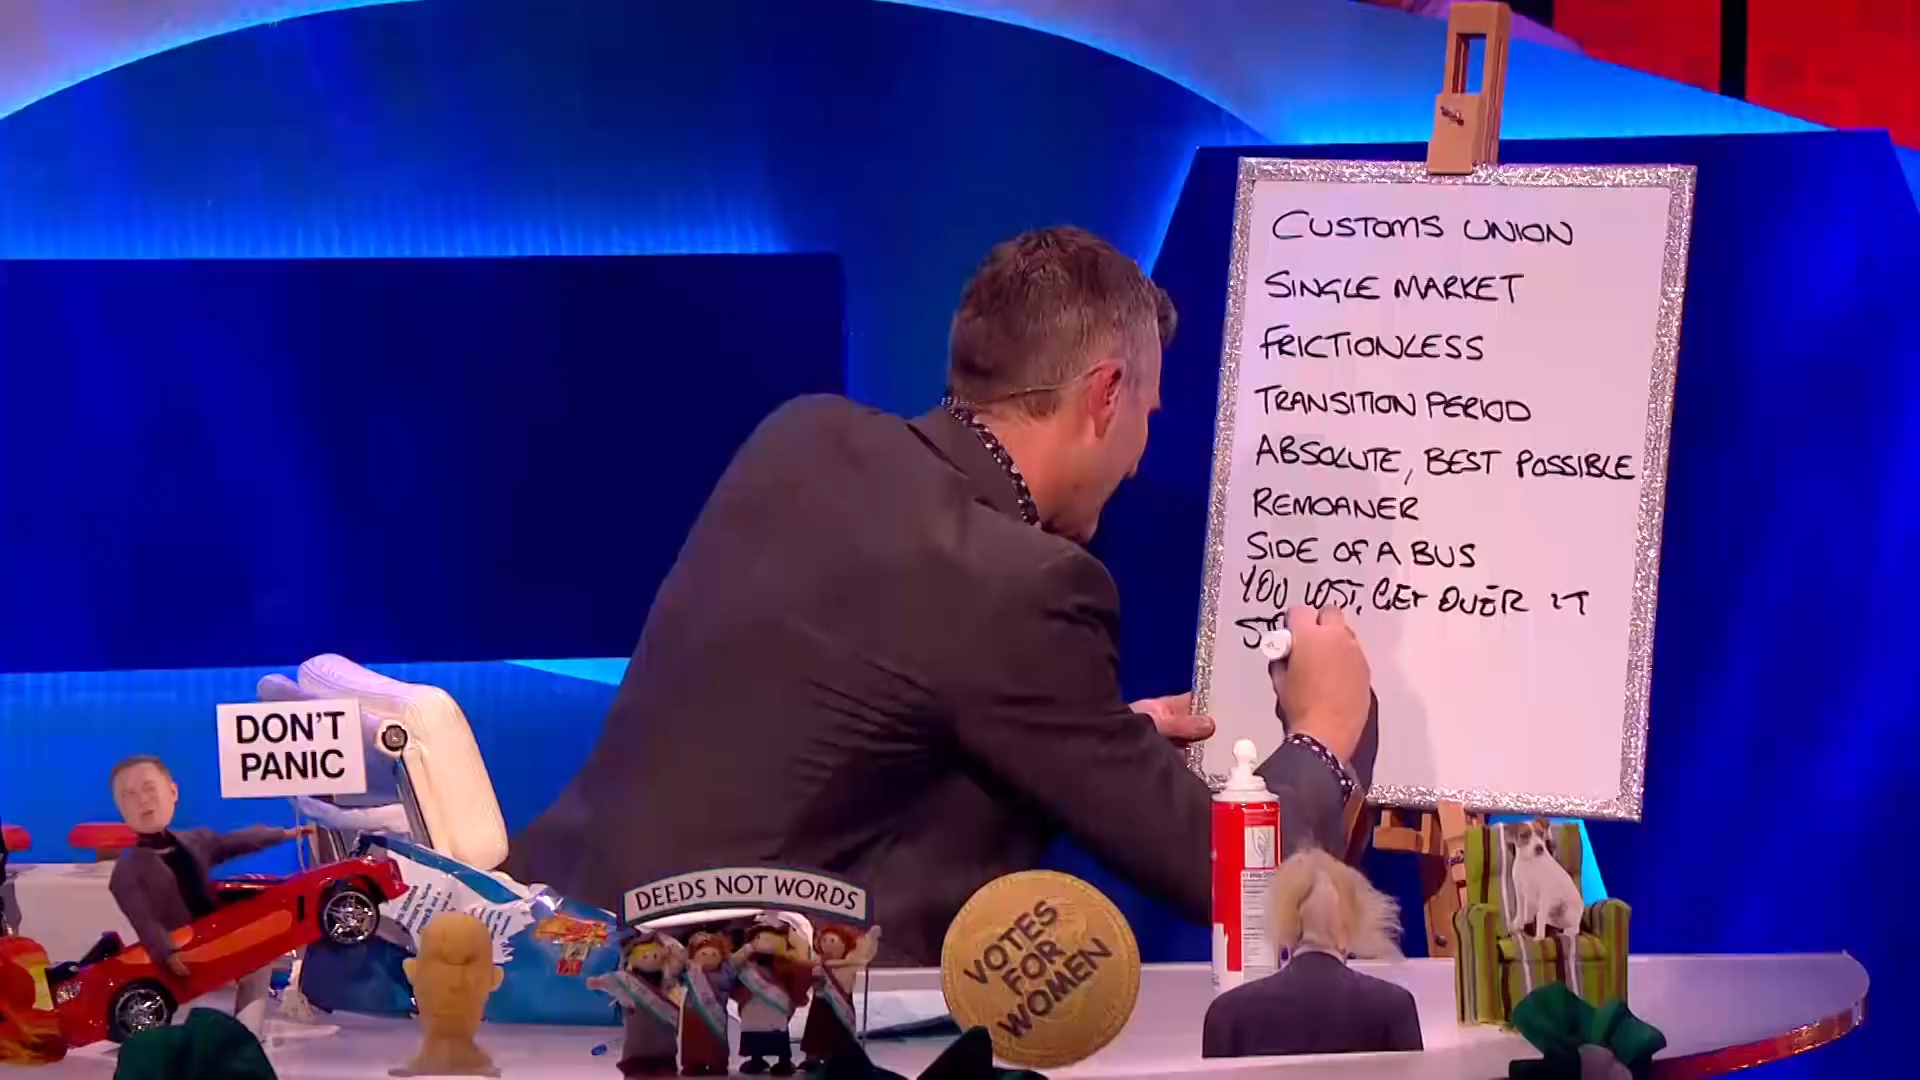 CUSTOMS UNION
SINGLE MARKET
FRICTIONLESS
TRANSITION PERIOD
ABSOLUTE, BEST POSSIBLE
REMOANER
SIDE OF A BUS
YOU LOST, GET OVER IT
ST
DON'T
PANIC
DEEDS NOT WORDS
VOTES
FOR
WOMEN